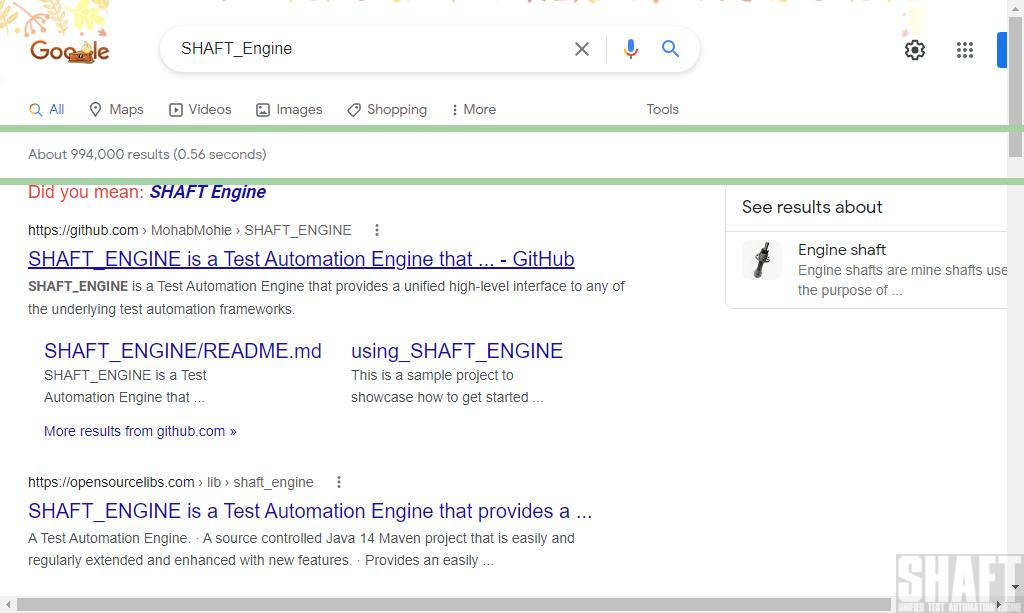 Google
SHAFT_Engine
All
Maps
Videos
Images
Shopping
More
Tools
About 994,000 results (0.56 seconds)
Did you mean: SHAFT Engine
https://github.com › MohabMohie › SHAFT_ENGINE
SHAFT_ENGINE is a Test Automation Engine that ... - GitHub
SHAFT_ENGINE is a Test Automation Engine that provides a unified high-level interface to any of
the underlying test automation frameworks.
SHAFT_ENGINE/README.md
SHAFT_ENGINE is a Test
Automation Engine that ...
using_SHAFT_ENGINE
This is a sample project to
showcase how to get started ...
More results from github.com »
https://opensourcelibs.com › lib › shaft_engine
SHAFT_ENGINE is a Test Automation Engine that provides a ...
A Test Automation Engine. · A source controlled Java 14 Maven project that is easily and
regularly extended and enhanced with new features. · Provides an easily ...
See results about
Engine shaft
Engine shafts are mine shafts use
the purpose of ...
SHAFT
UNIFIED TEST AUTOMATION